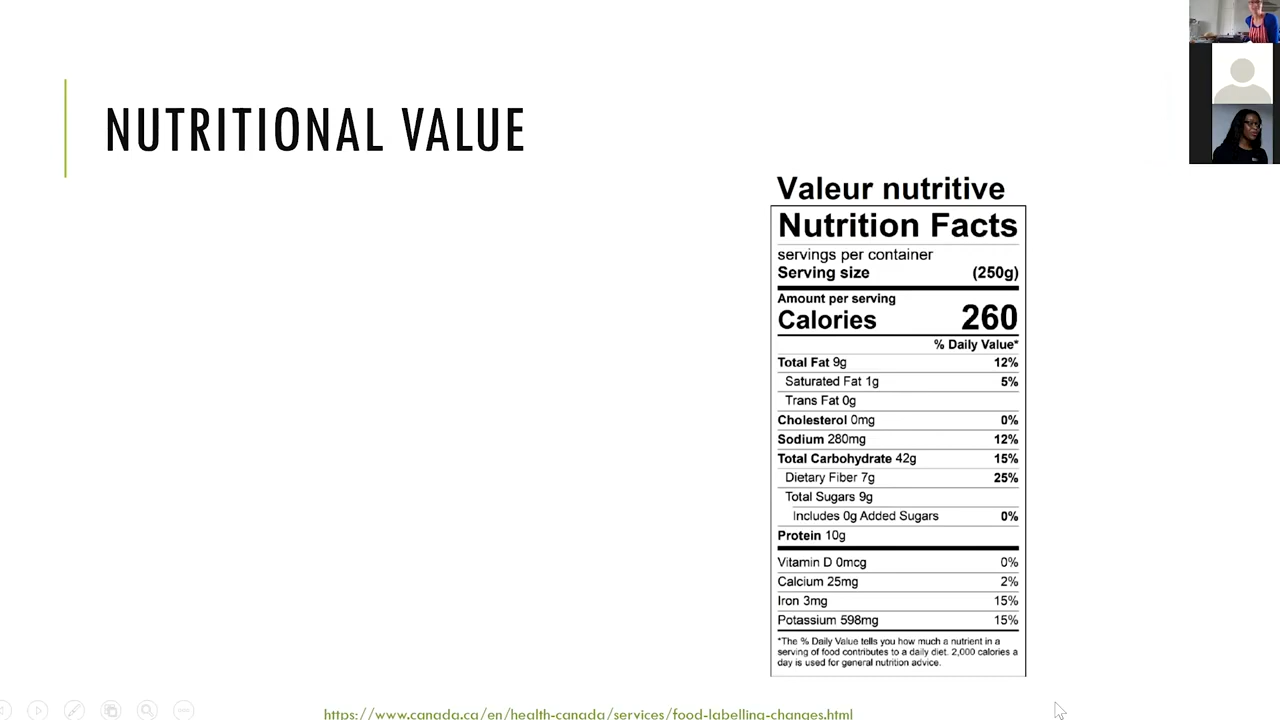 NUTRITIONAL VALUE
Valeur nutritive
Nutrition Facts
servings per container
Serving size (250g)
Amount per serving
Calories 260
% Daily Value*
Total Fat 9g 12%
Saturated Fat 1g 5%
Trans Fat 0g
Cholesterol 0mg 0%
Sodium 280mg 12%
Total Carbohydrate 42g 15%
Dietary Fiber 7g 25%
Total Sugars 9g
Includes 0g Added Sugars 0%
Protein 10g
Vitamin D 0mcg 0%
Calcium 25mg 2%
Iron 3mg 15%
Potassium 598mg 15%
*The % Daily Value tells you how much a nutrient in a
serving of food contributes to a daily diet. 2,000 calories a
day is used for general nutrition advice.
https://www.canada.ca/en/health-canada/services/food-labelling-changes.html